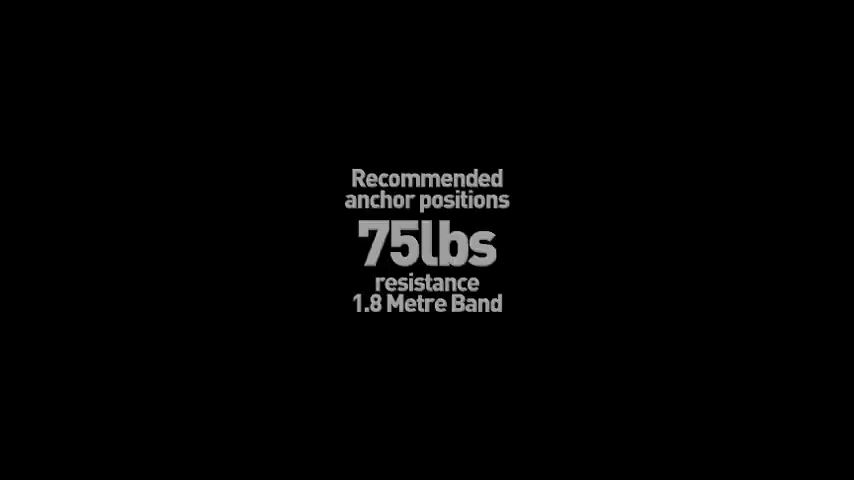 Recommended
anchor positions
75lbs
resistance
1.8 Metre Band